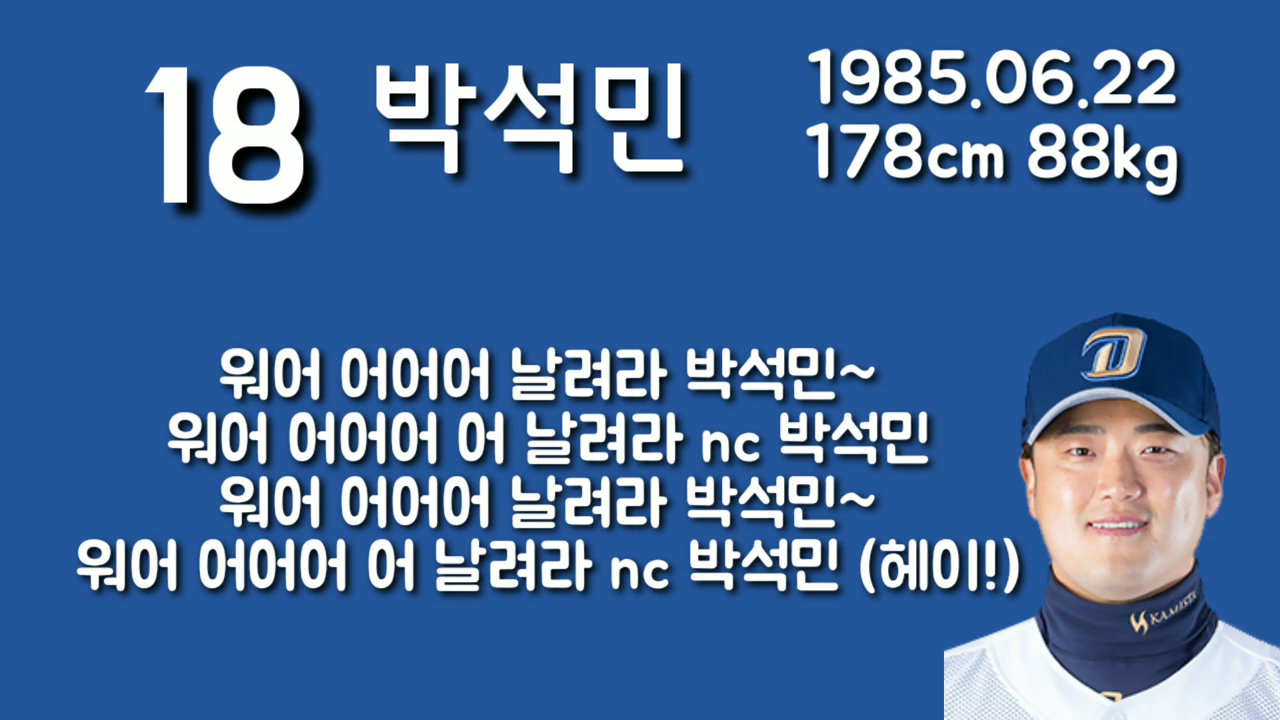 18 박석민
1985.06.22
178cm 88kg
워어 어어어 날려라 박석민~
워어 어어어 어 날려라 nc 박석민
워어 어어어 날려라 박석민~
워어 어어어 어 날려라 nc 박석민 (헤이!)
D
KAMISTA